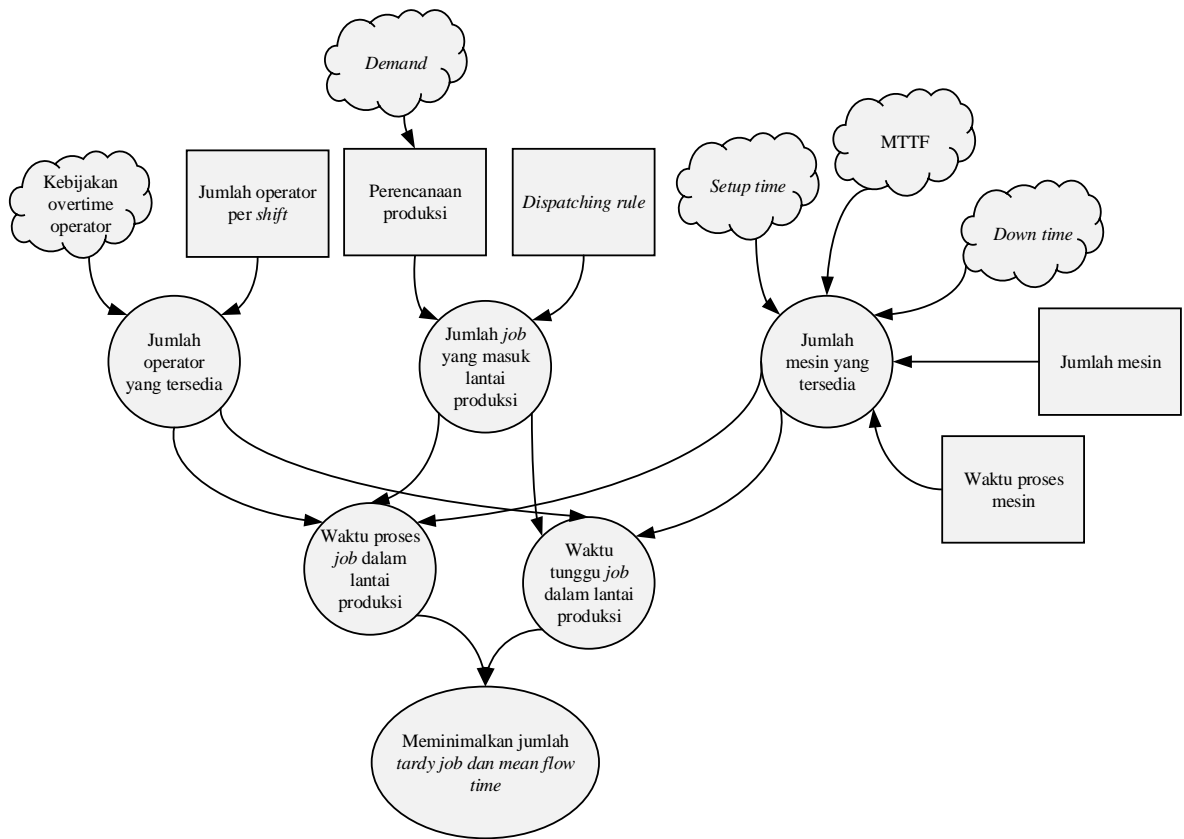 Demand
MTTF
Kebijakan
overtime
operator
Jumlah operator
per shift
Perencanaan
produksi
Dispatching rule
Setup time
Down time
Jumlah
operator
yang tersedia
Jumlah job
yang masuk
lantai
produksi
Jumlah
mesin yang
tersedia
Jumlah mesin
Waktu proses
mesin
Waktu proses
job dalam
lantai
produksi
Waktu
tunggu job
dalam lantai
produksi
Meminimalkan jumlah
tardy job dan mean flow
time